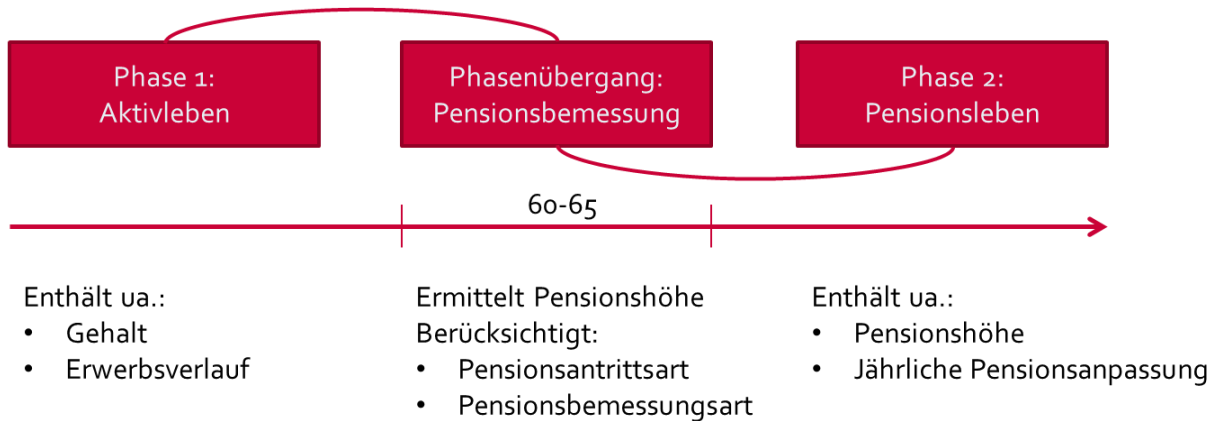 Phase 1:
Aktivleben
Phasenübergang:
Pensionsbemessung
Phase 2:
Pensionsleben
60-65
Enthält ua.:
• Gehalt
• Erwerbsverlauf
Ermittelt Pensionshöhe
Berücksichtigt:
• Pensionsantrittsart
• Pensionsbemessungsart
Enthält ua.:
• Pensionshöhe
• Jährliche Pensionsanpassung